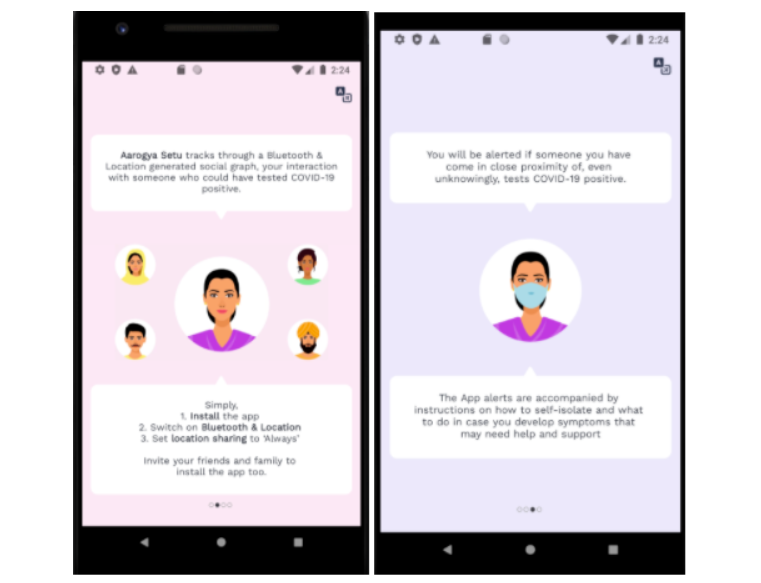 2:24
Aarogya Setu tracks through a Bluetooth &
Location generated social graph, your interaction
with someone who could have tested COVID-19
positive.
Simply,
1. Install the app
2. Switch on Bluetooth & Location
3. Set location sharing to 'Always'
Invite your friends and family to
install the app too.
2:24
You will be alerted if someone you have
come in close proximity of, even
unknowingly, tests COVID-19 positive.
The App alerts are accompanied by
instructions on how to self-isolate and what
to do in case you develop symptoms that
may need help and support